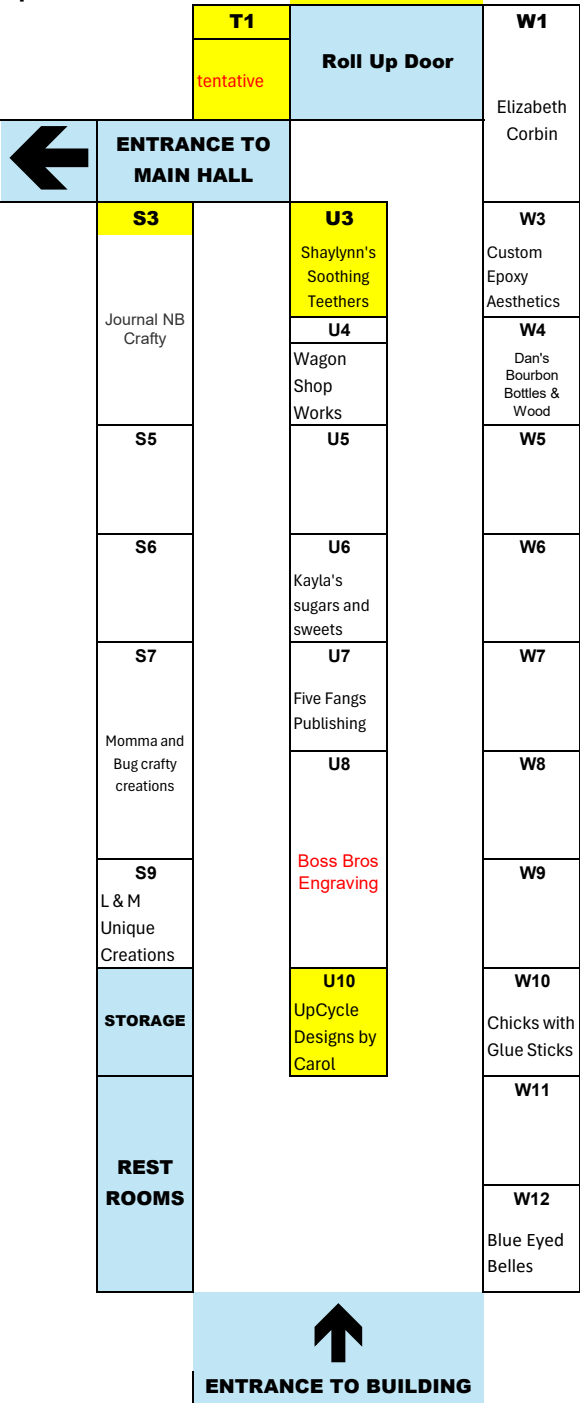 T1
tentative
Roll Up Door
W1
Elizabeth
Corbin
ENTRANCE TO
MAIN HALL
S3
Journal NB
Crafty
S5
S6
S7
Momma and
Bug crafty
creations
S9
L & M
Unique
Creations
STORAGE
REST
ROOMS
U3
Shaylynn's
Soothing
Teethers
U4
Wagon
Shop
Works
U5
U6
Kayla's
sugars and
sweets
U7
Five Fangs
Publishing
U8
Boss Bros
Engraving
U10
UpCycle
Designs by
Carol
W3
Custom
Epoxy
Aesthetics
W4
Dan's
Bourbon
Bottles &
Wood
W5
W6
W7
W8
W9
W10
Chicks with
Glue Sticks
W11
W12
Blue Eyed
Belles
ENTRANCE TO BUILDING